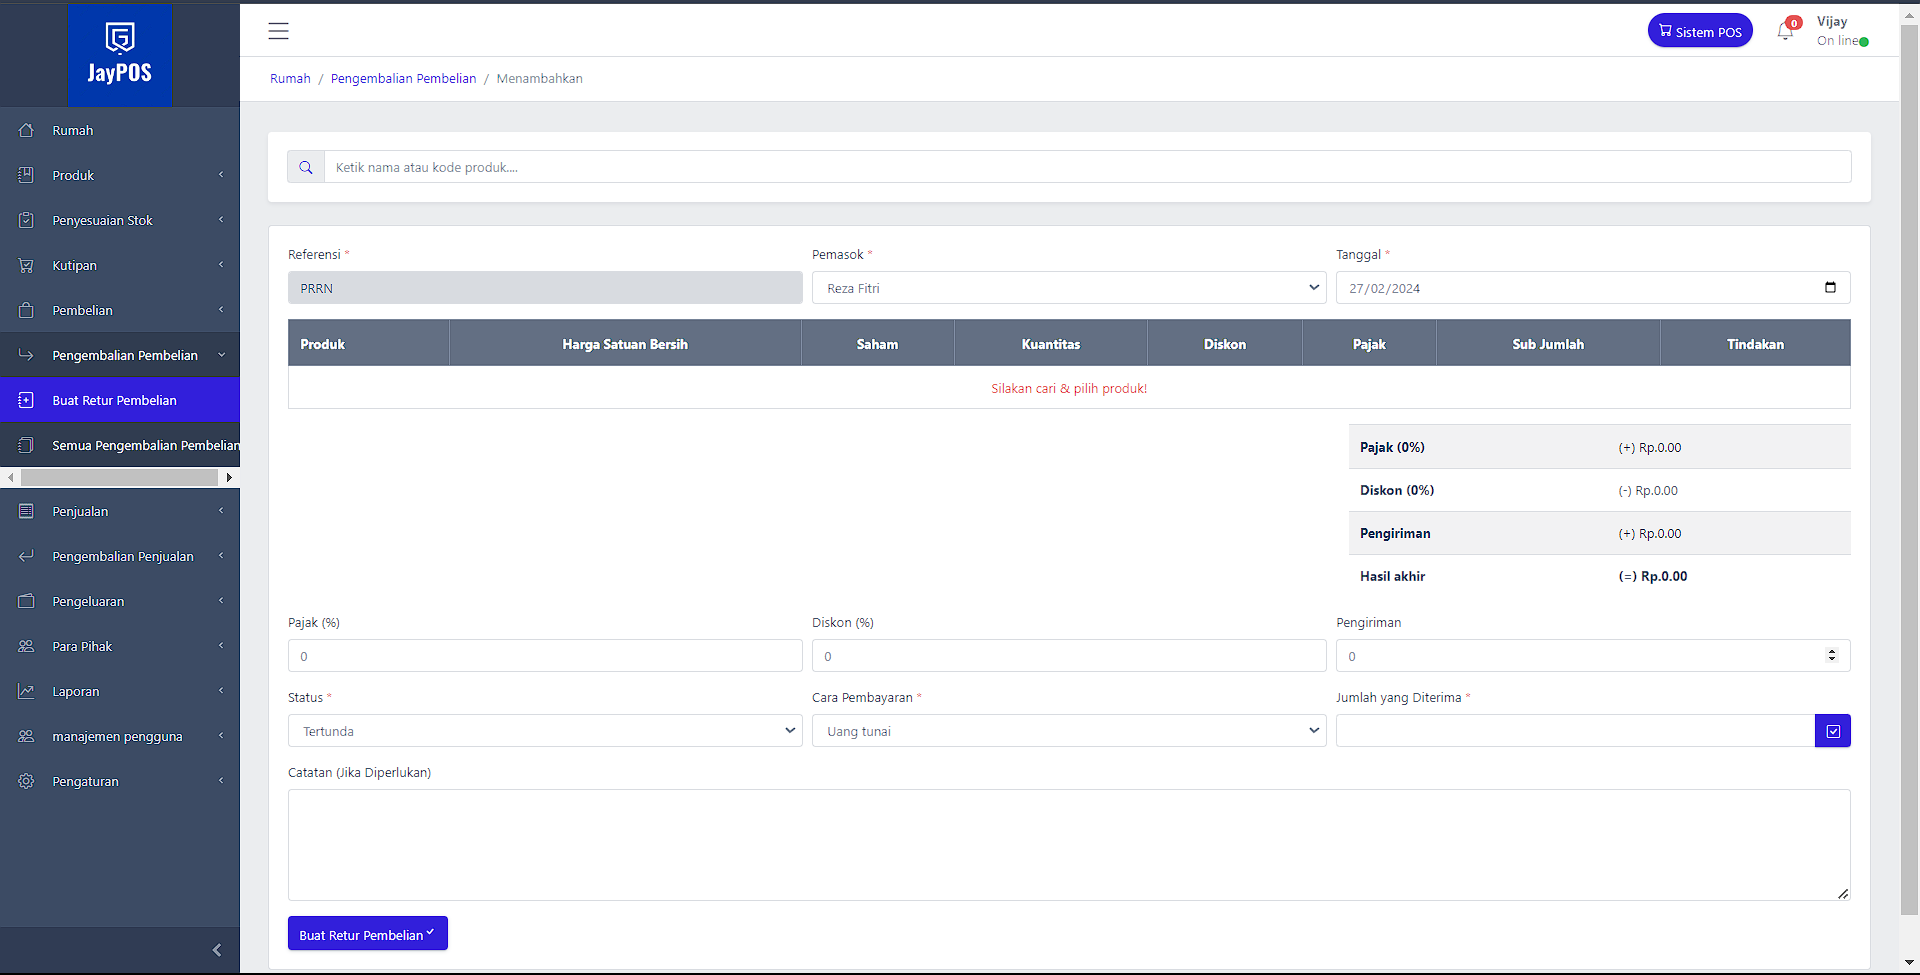 JayPOS
Sistem POS
0
Vijay
On line
Rumah / Pengembalian Pembelian / Menambahkan
Rumah
Produk
Penyesuaian Stok
Kutipan
Pembelian
Pengembalian Pembelian
Buat Retur Pembelian
Semua Pengembalian Pembelian
Penjualan
Pengembalian Penjualan
Pengeluaran
Para Pihak
Laporan
manajemen pengguna
Pengaturan
Ketik nama atau kode produk....
Referensi * Pemasok * Tanggal *
PRRN Reza Fitri 27/02/2024
Produk Harga Satuan Bersih Saham Kuantitas Diskon Pajak Sub Jumlah Tindakan
Silakan cari & pilih produk!
Pajak (0%) (+) Rp.0.00
Diskon (0%) (-) Rp.0.00
Pengiriman (+) Rp.0.00
Hasil akhir (=) Rp.0.00
Pajak (%) Diskon (%) Pengiriman
0 0 0
Status * Cara Pembayaran * Jumlah yang Diterima *
Tertunda Uang tunai
Catatan (Jika Diperlukan)
Buat Retur Pembelian